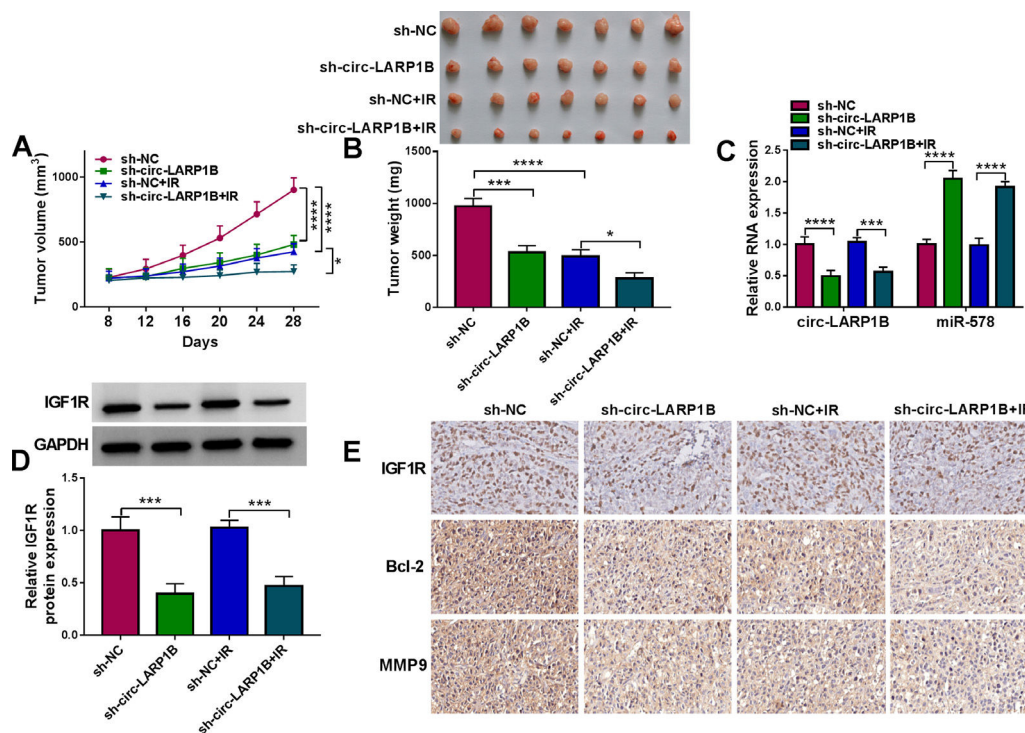 sh-NC
sh-circ-LARP1B
sh-NC+IR
sh-circ-LARP1B+IR
A
sh-NC
sh-circ-LARP1B
sh-NC+IR
sh-circ-LARP1B+IR
Tumor volume (mm3)
1000
500
0
8 12 16 20 24 28
Days
****
****
*
B
Tumor weight (mg)
1500
1000
500
0
****
***
*
sh-NC
sh-circ-LARP1B
sh-NC+IR
sh-circ-LARP1B+IR
C
sh-NC
sh-circ-LARP1B
sh-NC+IR
sh-circ-LARP1B+IR
Relative RNA expression
2.5
2.0
1.5
1.0
0.5
0.0
**** *** **** ****
circ-LARP1B miR-578
IGF1R
GAPDH
D
Relative IGF1R
protein expression
1.5
1.0
0.5
0.0
*** ***
sh-NC
sh-circ-LARP1B
sh-NC+IR
sh-circ-LARP1B+IR
E
sh-NC sh-circ-LARP1B sh-NC+IR sh-circ-LARP1B+IR
IGF1R
Bcl-2
MMP9